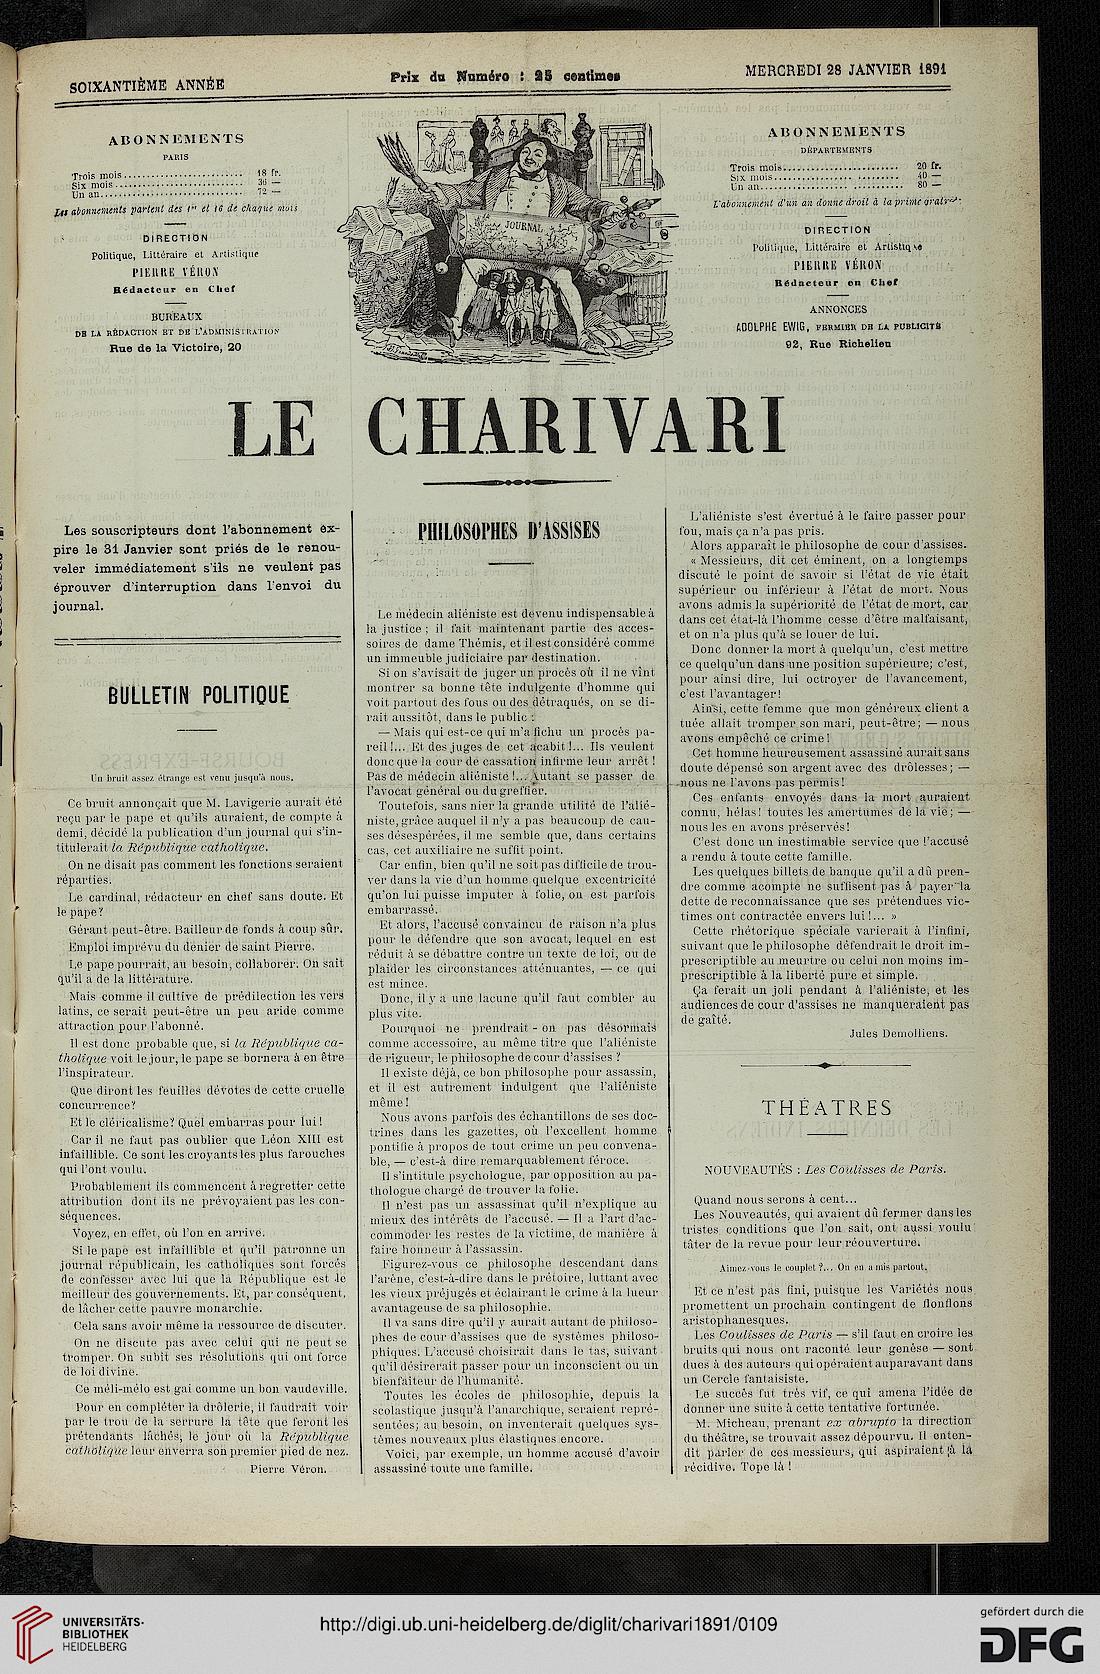 SOIXANTIÈME ANNÉE
Prix du Numéro : 25 centimes
MERCREDI 28 JANVIER 1891
ABONNEMENTS
PARIS
Trois mois 18 fr.
Six mois 36 —
Un an 72 —
Les abonnements partent des 1er et 16 de chaque mois
DIRECTION
Politique, Littéraire et Artistique
PIERRE VÉRON
Rédacteur en Chef
BUREAUX
DE LA RÉDACTION ET DE L'ADMINISTRATION
Rue de la Victoire, 20
JOURNAL
ABONNEMENTS
DÉPARTEMENTS
Trois mois 20 fr.
Six mois 40 —
Un an 80 —
L'abonnement d'un an donne droit à la prime gratuite
DIRECTION
Politique, Littéraire et Artistique
PIERRE VÉRON
Rédacteur en Chef
ANNONCES
ADOLPHE EWIG, FERMIER DE LA PUBLICITÉ
92, Rue Richelieu
LE CHARIVARI
Les souscripteurs dont l'abonnement ex-
pire le 31 Janvier sont priés de le renou-
veler immédiatement s'ils ne veulent pas
éprouver d'interruption dans l'envoi du
journal.
BULLETIN POLITIQUE
Un bruit assez étrange est venu jusqu'à nous.
Ce bruit annonçait que M. Lavigerie aurait été
reçu par le pape et qu'ils auraient, de compte à
demi, décidé la publication d'un journal qui s'in-
titulerait la République catholique.
On ne disait pas comment les fonctions seraient
réparties.
Le cardinal, rédacteur en chef sans doute. Et
le pape?
Gérant peut-être. Bailleur de fonds à coup sûr.
Emploi imprévu du denier de saint Pierre.
Le pape pourrait, au besoin, collaborer. On sait
qu'il a de la littérature.
Mais comme il cultive de prédilection les vers
latins, ce serait peut-être un peu aride comme
attraction pour l'abonné.
Il est donc probable que, si la République ca-
tholique voit le jour, le pape se bornera à en être
l'inspirateur.
Que diront les feuilles dévotes de cette cruelle
concurrence?
Et le cléricalisme? Quel embarras pour lui!
Car il ne faut pas oublier que Léon XIII est
infaillible. Ce sont les croyants les plus farouches
qui l'ont voulu.
Probablement ils commencent à regretter cette
attribution dont ils ne prévoyaient pas les con-
séquences.
Voyez, en effet, où l'on en arrive.
Si le pape est infaillible et qu'il patronne un
journal républicain, les catholiques sont forcés
de confesser avec lui que la République est le
meilleur des gouvernements. Et, par conséquent,
de lâcher cette pauvre monarchie.
Cela sans avoir même la ressource de discuter.
On ne discute pas avec celui qui ne peut se
tromper. On subit ses résolutions qui ont force
de loi divine.
Ce méli-mélo est gai comme un bon vaudeville.
Pour en compléter la drôlerie, il faudrait voir
par le trou de la serrure la tête que feront les
prétendants lâchés, le jour où la République
catholique leur enverra son premier pied de nez.
Pierre Véron.
PHILOSOPHES D'ASSISES
Le médecin aliéniste est devenu indispensable à
la justice ; il fait maintenant partie des acces-
soires de dame Thémis, et il est considéré comme
un immeuble judiciaire par destination.
Si on s'avisait de juger un procès où il ne vînt
montrer sa bonne tête indulgente d'homme qui
voit partout des fous ou des détraqués, on se di-
rait aussitôt, dans le public :
— Mais qui est-ce qui m'a fichu un procès pa-
reil!... Et des juges de cet acabit!... Ils veulent
donc que la cour de cassation infirme leur arrêt !
Pas de médecin aliéniste!... Autant se passer de
l'avocat général ou du greffier.
Toutefois, sans nier la grande utilité de l'alié-
niste, grâce auquel il n'y a pas beaucoup de cau-
ses désespérées, il me semble que, dans certains
cas, cet auxiliaire ne suffit point.
Car enfin, bien qu'il ne soit pas difficile de trou-
ver dans la vie d'un homme quelque excentricité
qu'on lui puisse imputer à folie, on est parfois
embarrassé.
Et alors, l'accusé convaincu de raison n'a plus
pour le défendre que son avocat, lequel en est
réduit à se débattre contre un texte de loi, ou de
plaider les circonstances atténuantes, — ce qui
est mince.
Donc, il y a une lacune qu'il faut combler au
plus vite.
Pourquoi ne prendrait-on pas désormais
comme accessoire, au même titre que l'aliéniste
de rigueur, le philosophe de cour d'assises ?
Il existe déjà, ce bon philosophe pour assassin,
et il est autrement indulgent que l'aliéniste
même!
Nous avons parfois des échantillons de ses doc-
trines dans les gazettes, où l'excellent homme
pontifie à propos de tout crime un peu convena-
ble, — c'est-à dire remarquablement féroce.
Il s'intitule psychologue, par opposition au pa-
thologue chargé de trouver la folie.
Il n'est pas un assassinat qu'il n'explique au
mieux des intérêts de l'accusé. — Il a l'art d'ac-
commoder les restes de la victime, de manière à
faire honneur à l'assassin.
Figurez-vous ce philosophe descendant dans
l'arène, c'est-à-dire dans le prétoire, luttant avec
les vieux préjugés et éclairant le crime à la lueur
avantageuse de sa philosophie.
Il va sans dire qu'il y aurait autant de philoso-
phes de cour d'assises que de systèmes philoso-
phiques. L'accusé choisirait dans le tas, suivant
qu'il désirerait passer pour un inconscient ou un
bienfaiteur de l'humanité.
Toutes les écoles de philosophie, depuis la
scolastique jusqu'à l'anarchique, seraient repré-
sentées; au besoin, on inventerait quelques sys-
tèmes nouveaux plus élastiques encore.
Voici, par exemple, un homme accusé d'avoir
assassiné toute une famille.
L'aliéniste s'est évertué à le faire passer pour
fou, mais ça n'a pas pris.
Alors apparaît le philosophe de cour d'assises.
« Messieurs, dit cet éminent, on a longtemps
discuté le point de savoir si l'état de vie était
supérieur ou inférieur à l'état de mort. Nous
avons admis la supériorité de l'état de mort, car
dans cet état-là l'homme cesse d'être malfaisant,
et on n'a plus qu'à se louer de lui.
Donc donner la mort à quelqu'un, c'est mettre
ce quelqu'un dans une position supérieure; c'est,
pour ainsi dire, lui octroyer de l'avancement,
c'est l'avantager!
Ainsi, cette femme que mon généreux client a
tuée allait tromper son mari, peut-être; — nous
avons empêché ce crime!
Cet homme heureusement assassiné aurait sans
doute dépensé son argent avec des drôlesses; —
nous ne l'avons pas permis!
Ces enfants envoyés dans la mort auraient
connu, hélas! toutes les amertumes de la vie; —
nous les en avons préservés!
C'est donc un inestimable service que l'accusé
a rendu à toute cette famille.
Les quelques billets de banque qu'il a dû pren-
dre comme acompte ne suffisent pas à payer la
dette de reconnaissance que ses prétendues vic-
times ont contractée envers lui!... »
Cette rhétorique spéciale varierait à l'infini,
suivant que le philosophe défendrait le droit im-
prescriptible au meurtre ou celui non moins im-
prescriptible à la liberté pure et simple.
Ça ferait un joli pendant à l'aliéniste, et les
audiences de cour d'assises ne manqueraient pas
de gaîté.
Jules Demolliens.
THÉATRES
NOUVEAUTÉS : Les Coulisses de Paris.
Quand nous serons à cent...
Les Nouveautés, qui avaient dû fermer dans les
tristes conditions que l'on sait, ont aussi voulu
tâter de la revue pour leur réouverture.
Aimez-vous le couplet?... On en a mis partout.
Et ce n'est pas fini, puisque les Variétés nous
promettent un prochain contingent de flonflons
aristophanesques.
Les Coulisses de Paris — s'il faut en croire les
bruits qui nous ont raconté leur genèse — sont
dues à des auteurs qui opéraient auparavant dans
un Cercle fantaisiste.
Le succès fut très vif, ce qui amena l'idée de
donner une suite à cette tentative fortunée.
M. Micheau, prenant ex abrupto la direction
du théâtre, se trouvait assez dépourvu. Il enten-
dit parler de ces messieurs, qui aspiraient à la
récidive. Tope là !
UNIVERSITÄTS-
BIBLIOTHEK
HEIDELBERG
http://digi.ub.uni-heidelberg.de/diglit/charivari1891/0109
gefördert durch die
DFG